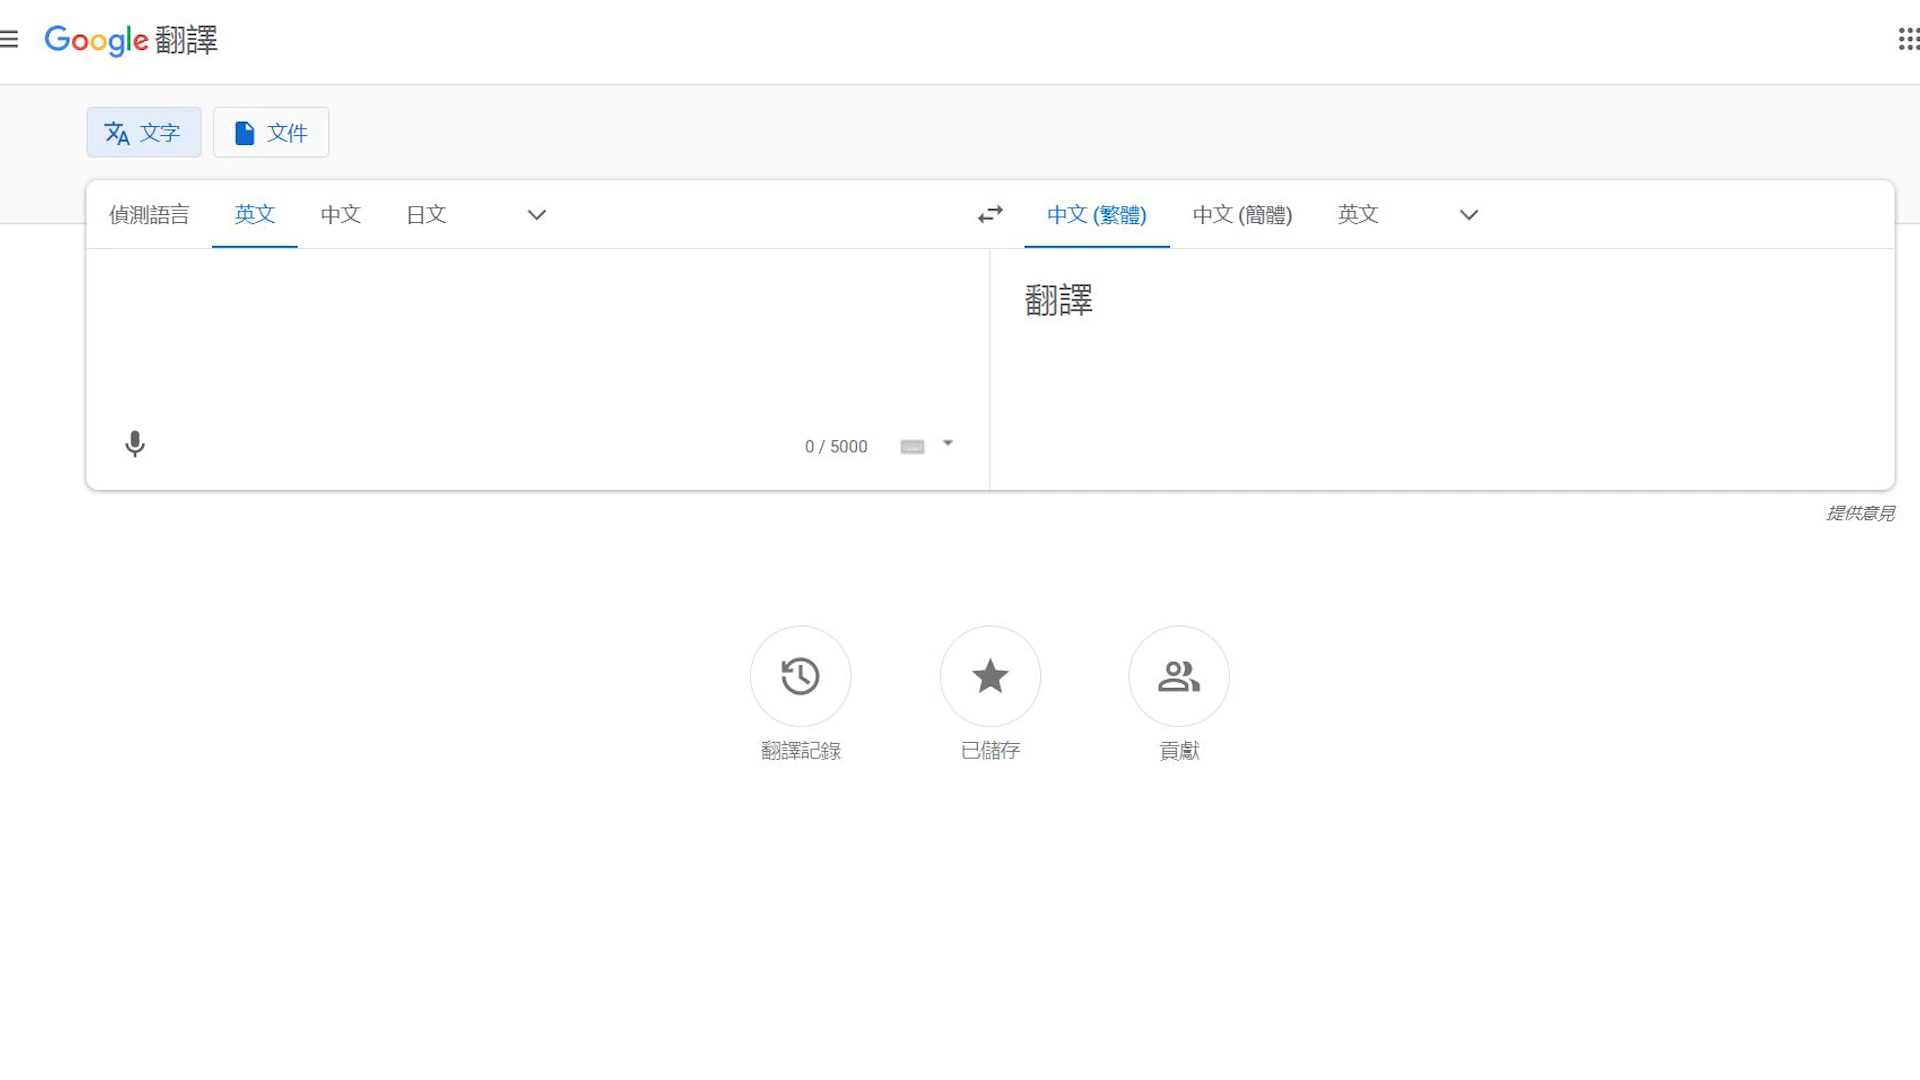 Google 翻譯
文字 文件
偵測語言 英文 中文 日文 中文 (繁體) 中文 (簡體) 英文
翻譯
0 / 5000
提供意見
翻譯記錄 已儲存 貢獻